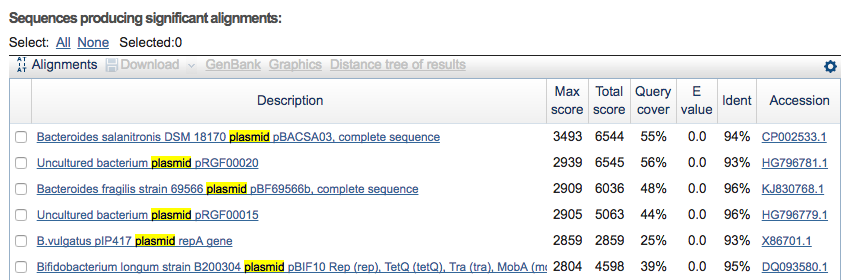 Sequences producing significant alignments:
Select: All None Selected:0
Alignments Download GenBank Graphics Distance tree of results
Description Max score Total score Query cover E value Ident Accession
Bacteroides salanitronis DSM 18170 plasmid pBACSA03, complete sequence 3493 6544 55% 0.0 94% CP002533.1
Uncultured bacterium plasmid pRGF00020 2939 6545 56% 0.0 93% HG796781.1
Bacteroides fragilis strain 69566 plasmid pBF69566b, complete sequence 2909 6036 48% 0.0 96% KJ830768.1
Uncultured bacterium plasmid pRGF00015 2905 5063 44% 0.0 96% HG796779.1
B.vulgatus pIP417 plasmid repA gene 2859 2859 25% 0.0 93% X86701.1
Bifidobacterium longum strain B200304 plasmid pBIF10 Rep (rep), TetQ (tetQ), Tra (tra), MobA (mo 2804 4598 39% 0.0 95% DQ093580.1